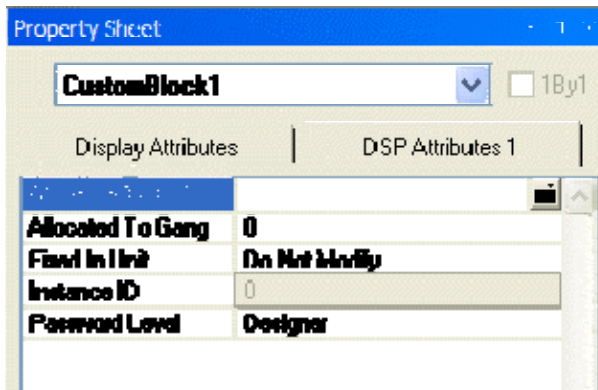 Property Sheet
CustomBlock1 1By1
Display Attributes DSP Attributes 1
Allocated To Gang 0
Fixed In Unit Do Not Modify
Instance ID 0
Password Level Designer